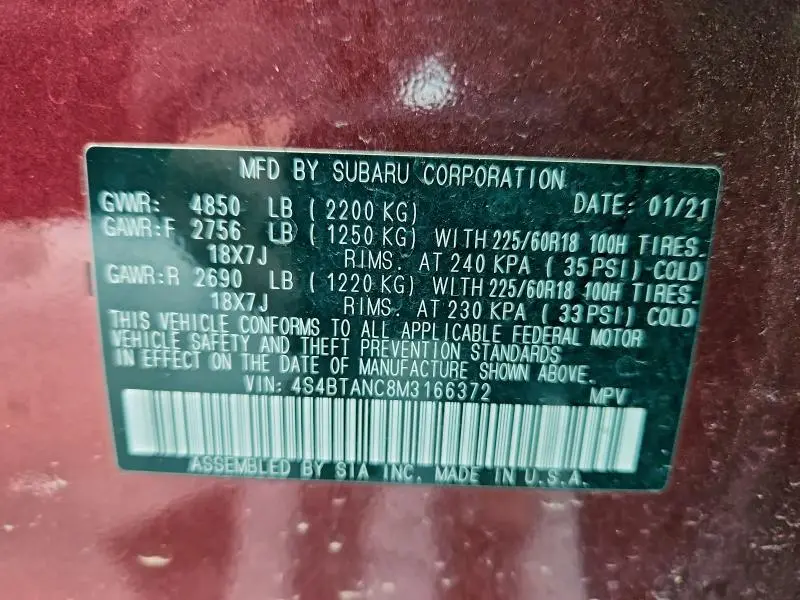 MFD BY SUBARU CORPORATION DATE: 01/21
GVWR: 4850 LB ( 2200 KG)
GAWR:F 2756 LB ( 1250 KG) WITH 225/60R18 100H TIRES.
18X7J RIMS. AT 240 KPA ( 35PSI) COLD
GAWR:R 2690 LB ( 1220 KG) WITH 225/60R18 100H TIRES.
18X7J RIMS. AT 230 KPA ( 33PSI) COLD
THIS VEHICLE CONFORMS TO ALL APPLICABLE FEDERAL MOTOR
VEHICLE SAFETY AND THEFT PREVENTION STANDARDS
IN EFFECT ON THE DATE OF MANUFACTURE SHOWN ABOVE.
VIN: 4S4BTANC8M3166372 MPV
ASSEMBLED BY SIA INC. MADE IN U.S.A.